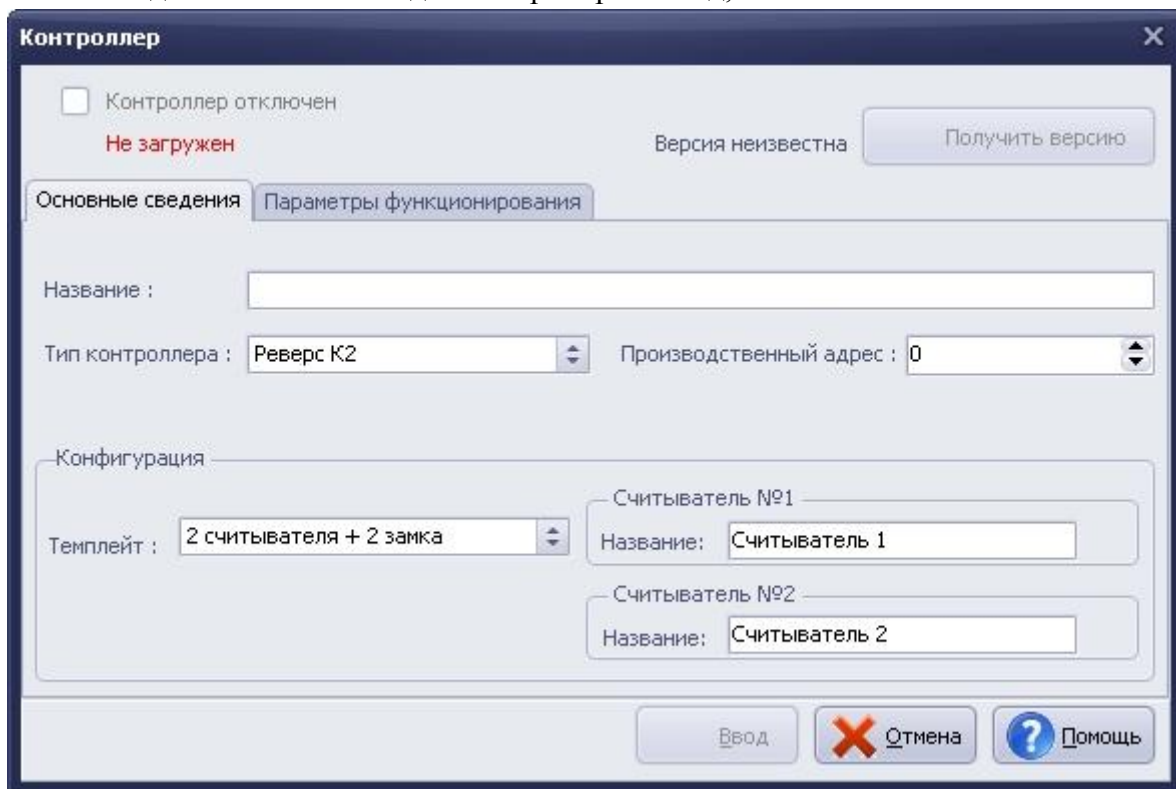 Контроллер
Контроллер отключен
Не загружен
Версия неизвестна
Получить версию
Основные сведения
Параметры функционирования
Название :
Тип контроллера :
Реверс К2
Производственный адрес :
0
Конфигурация
Темплейт :
2 считывателя + 2 замка
Считыватель №1
Название:
Считыватель 1
Считыватель №2
Название:
Считыватель 2
Ввод
Отмена
Помощь